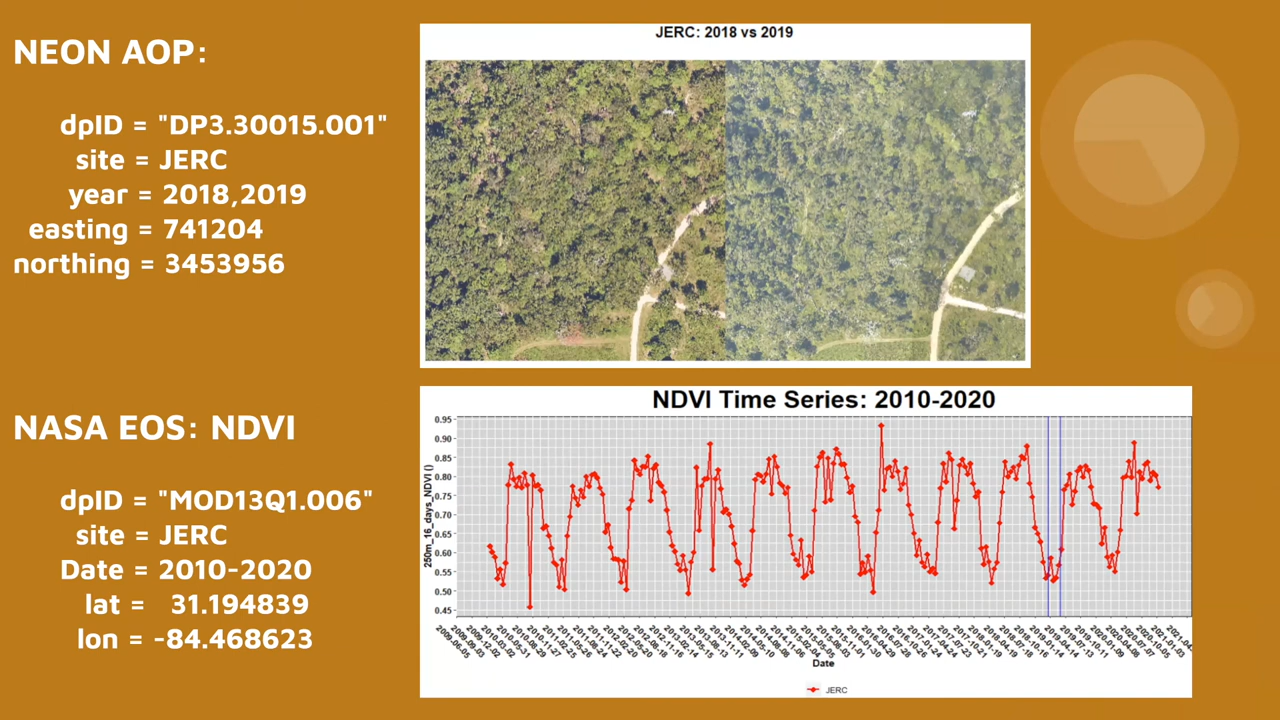 NEON AOP:
dpID = "DP3.30015.001"
site = JERC
year = 2018,2019
easting = 741204
northing = 3453956
JERC: 2018 vs 2019
NASA EOS: NDVI
dpID = "MOD13Q1.006"
site = JERC
Date = 2010-2020
lat = 31.194839
lon = -84.468623
NDVI Time Series: 2010-2020
250m_16_days_NDVI ()
0.95
0.90
0.85
0.80
0.75
0.70
0.65
0.60
0.55
0.50
0.45
Date
JERC